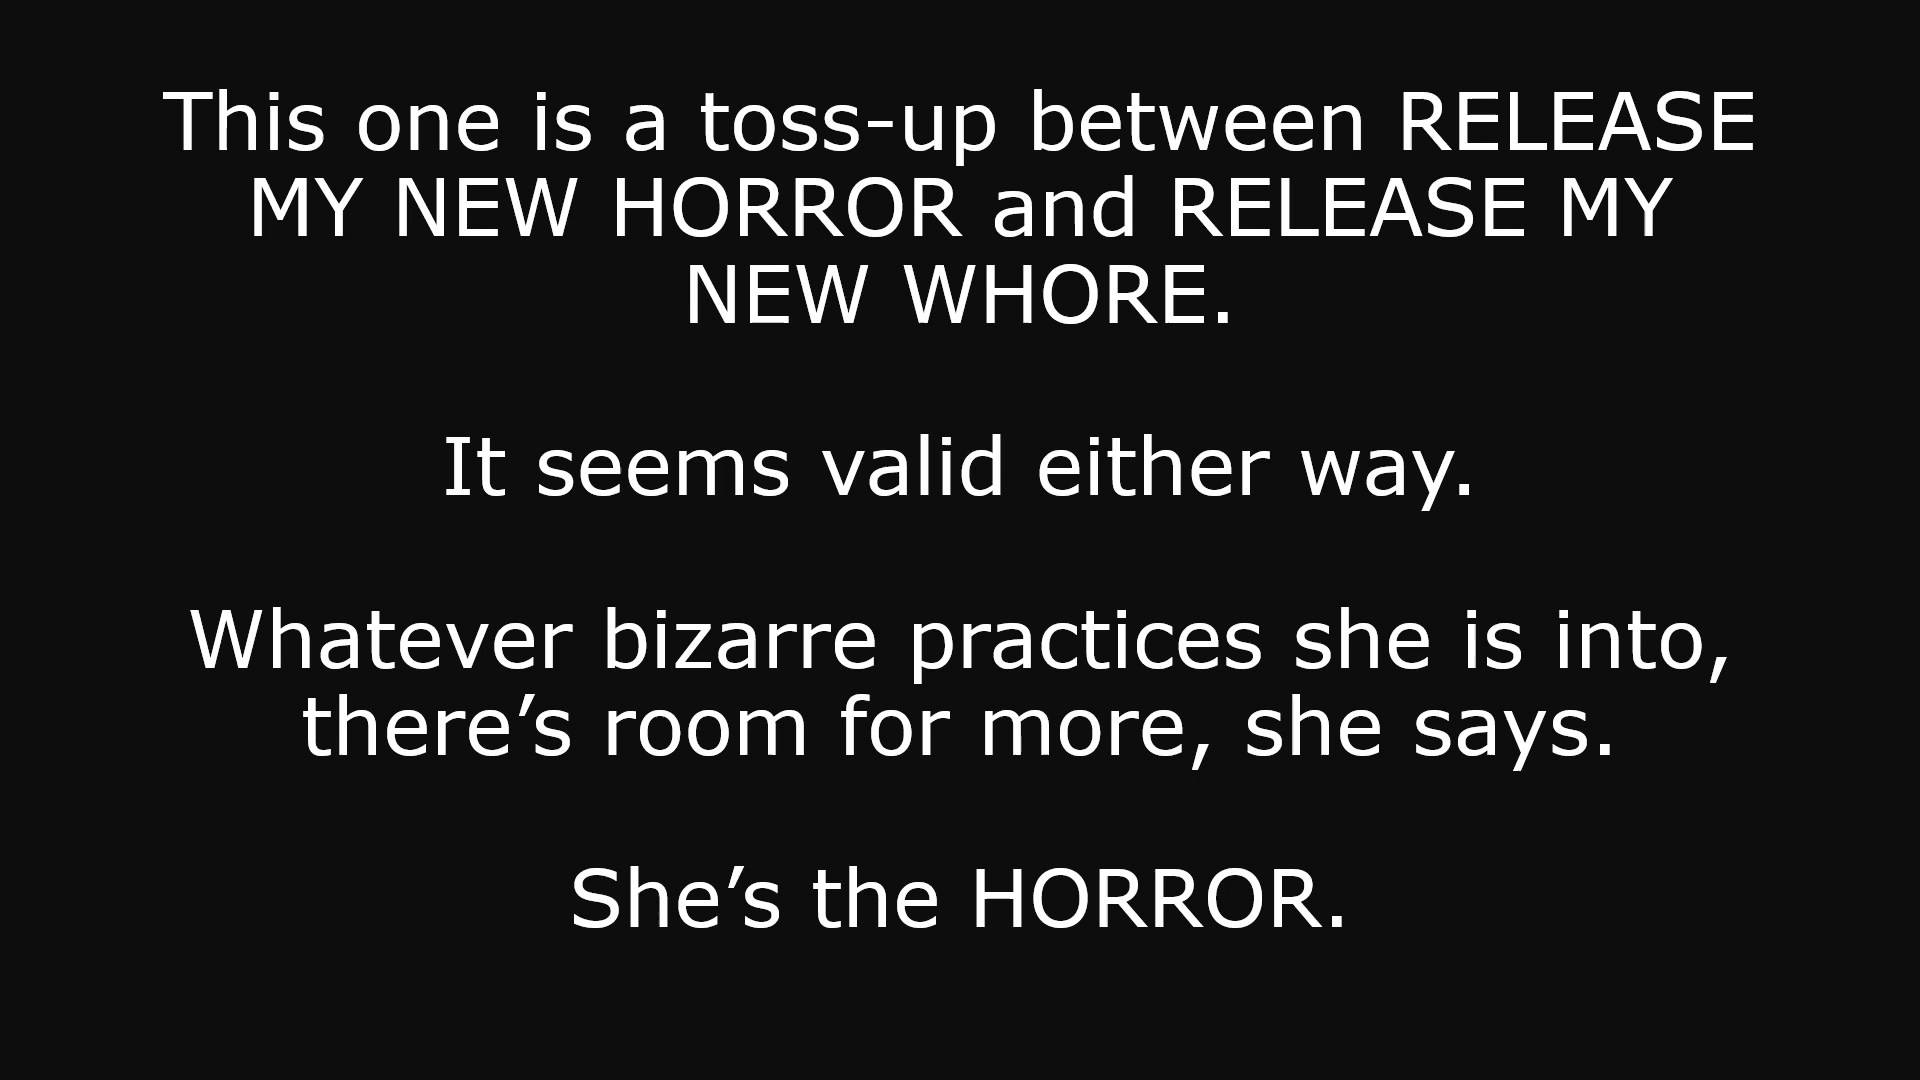 This one is a toss-up between RELEASE
MY NEW HORROR and RELEASE MY
NEW WHORE.
It seems valid either way.
Whatever bizarre practices she is into,
there’s room for more, she says.
She’s the HORROR.